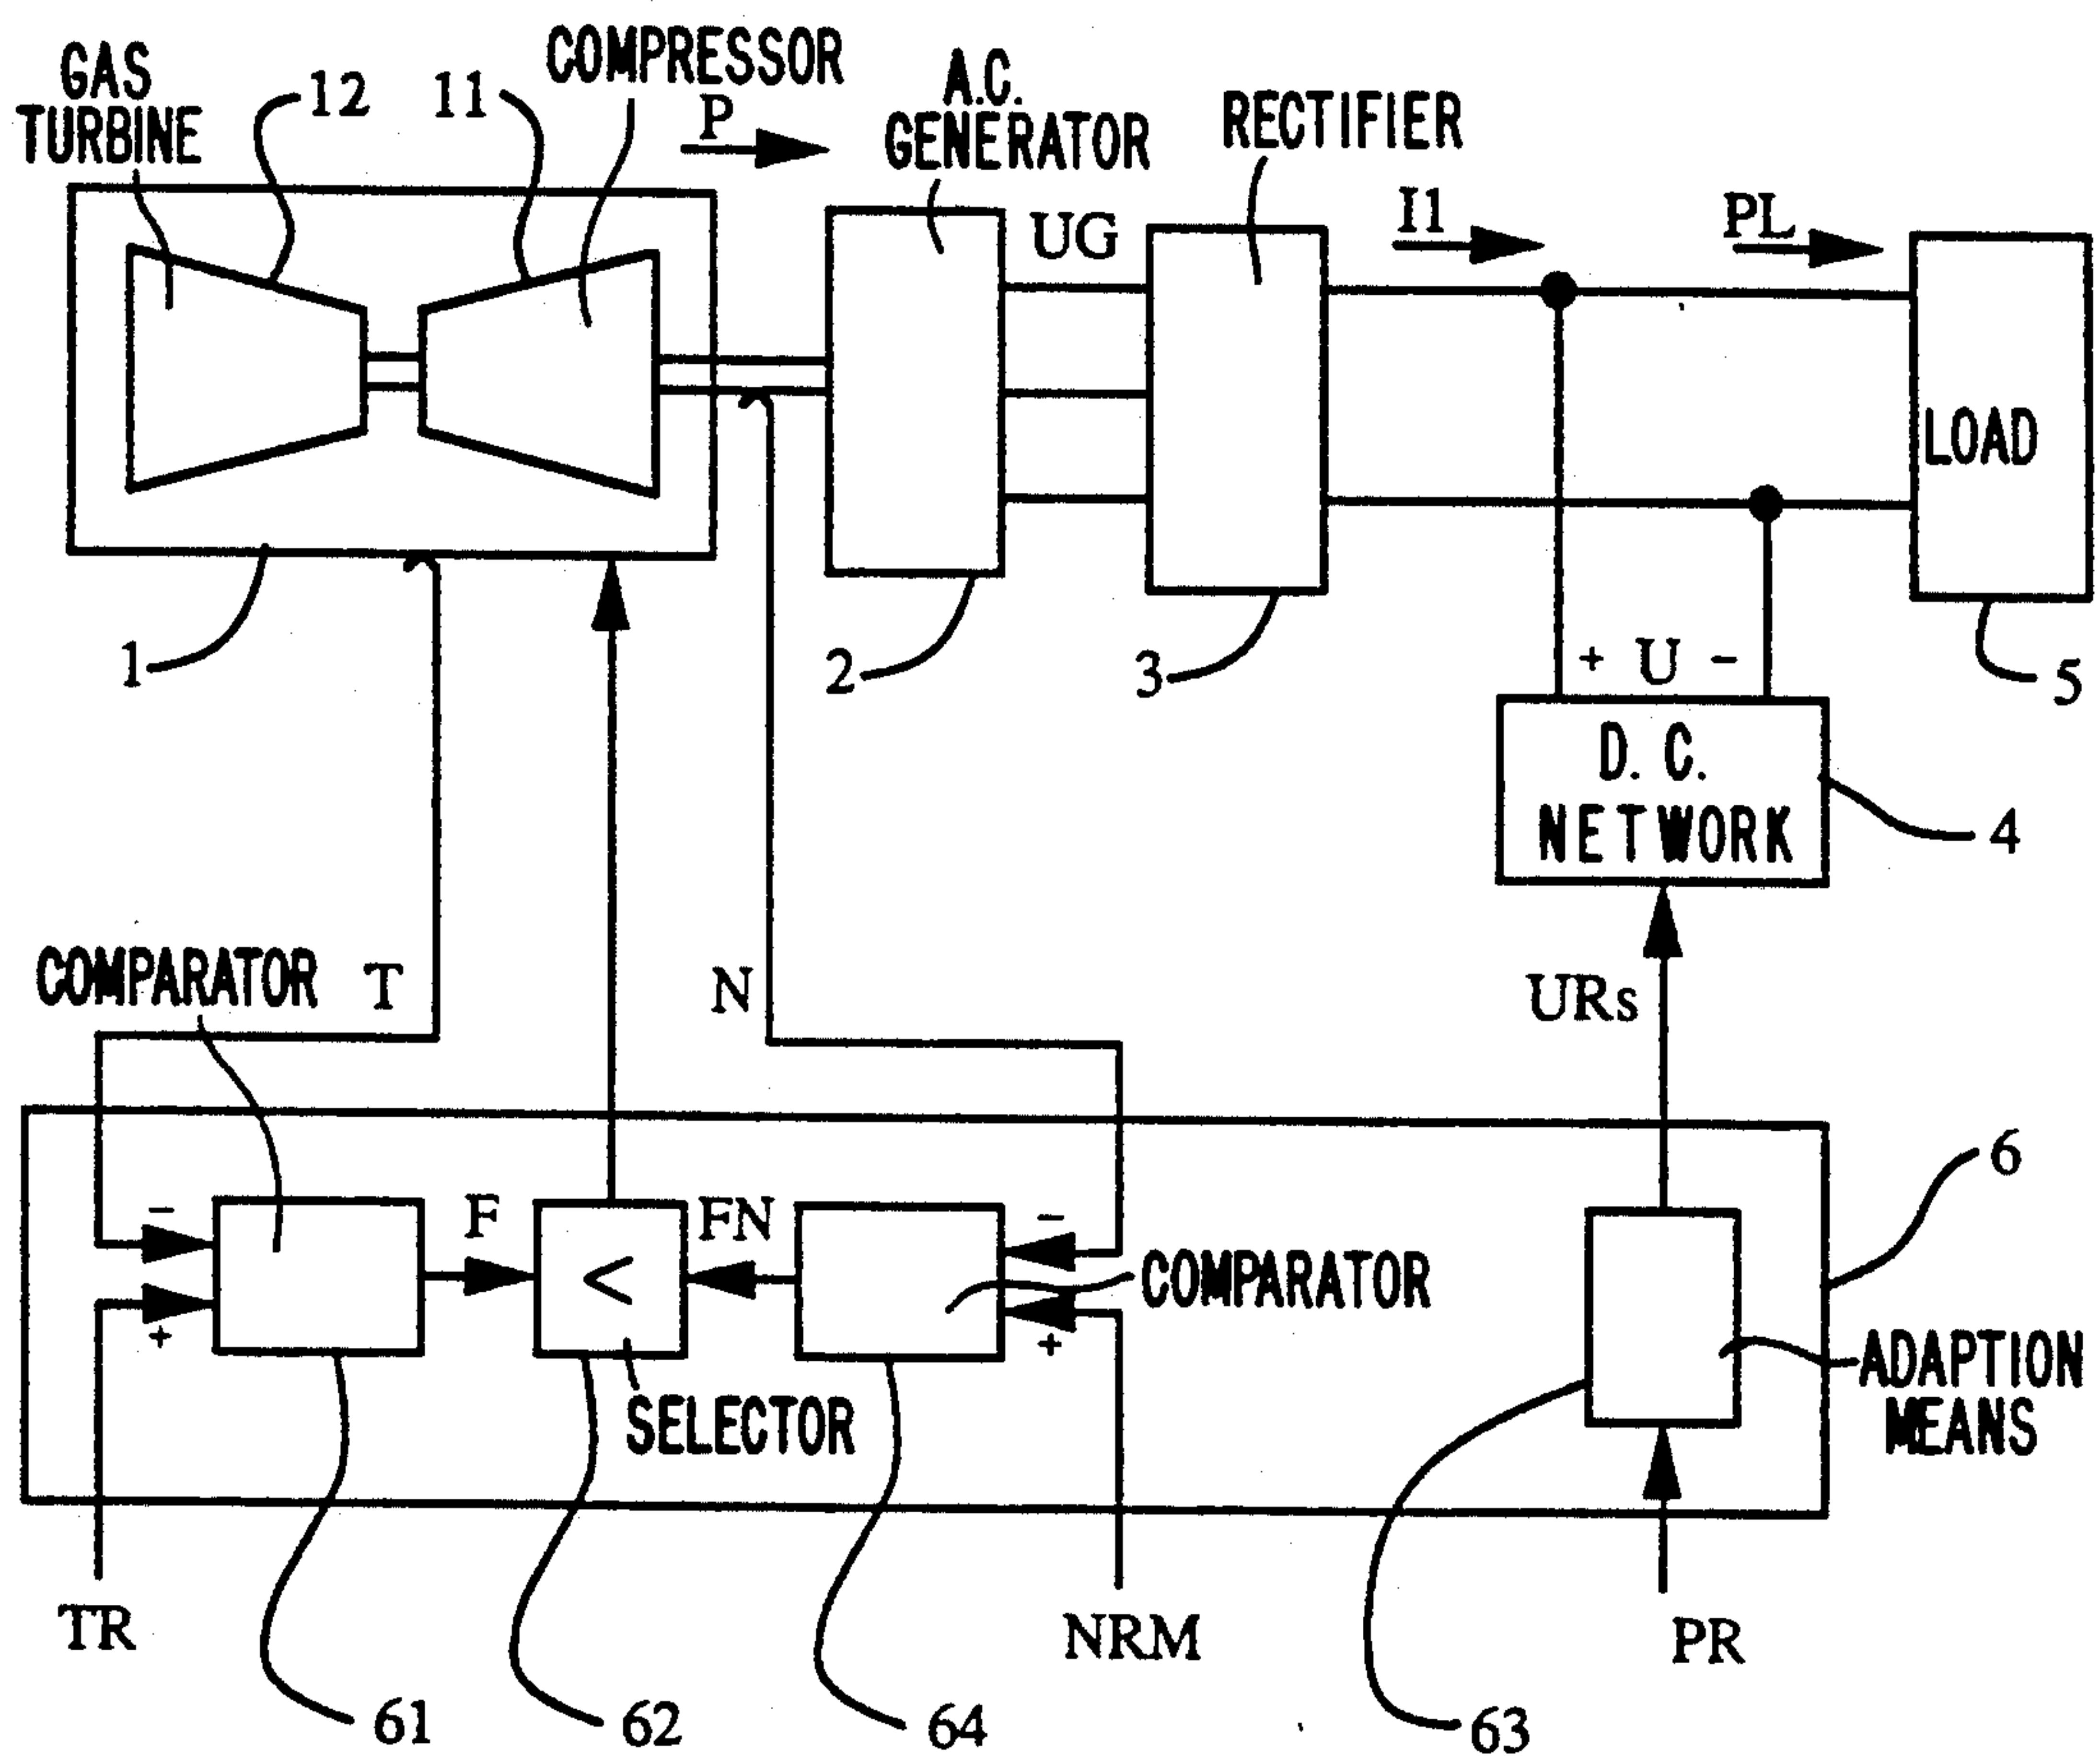 GAS
TURBINE
12
11
COMPRESSOR
P
A.C.
GENERATOR
UG
RECTIFIER
I1
PL
LOAD
1
2
3
+ U -
5
D. C.
NETWORK
4
COMPARATOR
T
N
URs
6
-
+
F
<
FN
-
+
COMPARATOR
SELECTOR
ADAPTION
MEANS
TR
NRM
PR
61
62
64
63